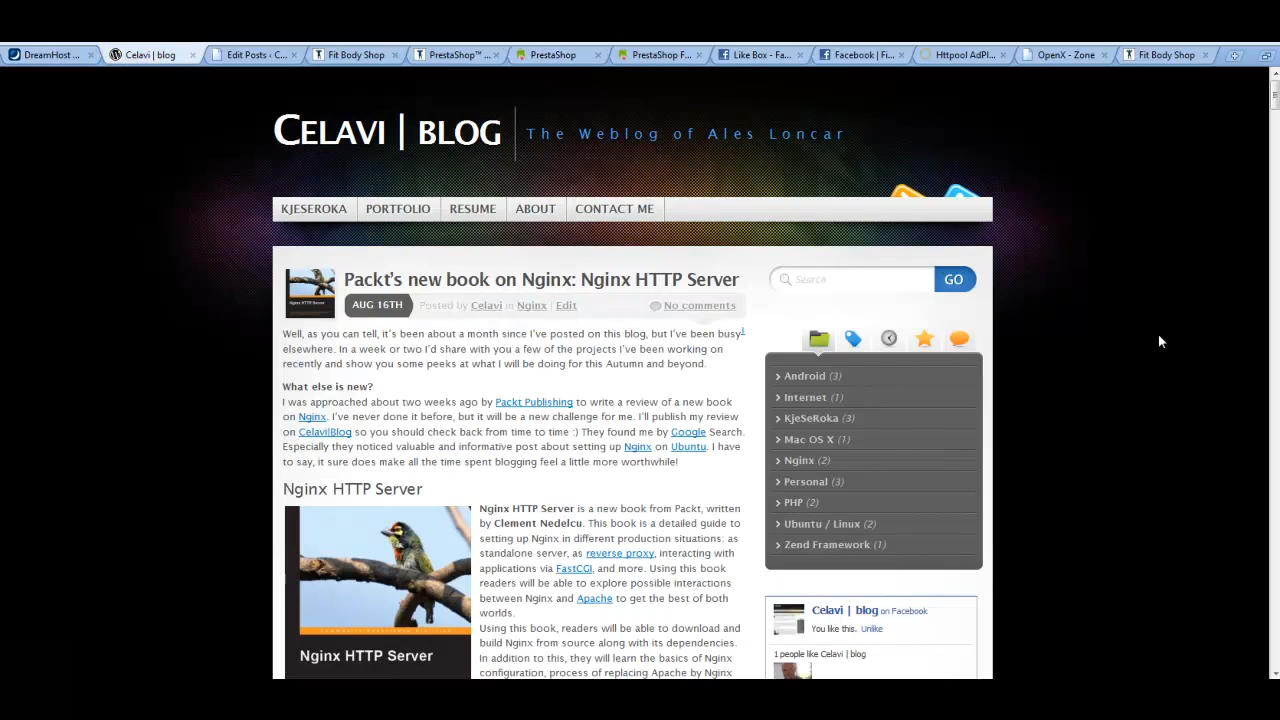 DreamHost ...
Celavi | blog
Edit Posts ‹ C...
Fit Body Shop
PrestaShop™ ...
PrestaShop
PrestaShop F...
Like Box - Fa...
Facebook | Fi...
Httpool AdPl...
OpenX - Zone
Fit Body Shop
CELAVI | BLOG
The Weblog of Ales Loncar
KJESEROKA
PORTFOLIO
RESUME
ABOUT
CONTACT ME
Packt's new book on Nginx: Nginx HTTP Server
AUG 16TH
Posted by Celavi in Nginx | Edit
No comments
Well, as you can tell, it's been about a month since I've posted on this blog, but I've been busy1
elsewhere. In a week or two I'd share with you a few of the projects I've been working on
recently and show you some peeks at what I will be doing for this Autumn and beyond.
What else is new?
I was approached about two weeks ago by Packt Publishing to write a review of a new book
on Nginx. I've never done it before, but it will be a new challenge for me. I'll publish my review
on Celavi|Blog so you should check back from time to time :) They found me by Google Search.
Especially they noticed valuable and informative post about setting up Nginx on Ubuntu. I have
to say, it sure does make all the time spent blogging feel a little more worthwhile!
Nginx HTTP Server
Nginx HTTP Server
Nginx HTTP Server is a new book from Packt, written
by Clement Nedelcu. This book is a detailed guide to
setting up Nginx in different production situations: as
standalone server, as reverse proxy, interacting with
applications via FastCGI, and more. Using this book
readers will be able to explore possible interactions
between Nginx and Apache to get the best of both
worlds.
Using this book, readers will be able to download and
build Nginx from source along with its dependencies.
In addition to this, they will learn the basics of Nginx
configuration, process of replacing Apache by Nginx
Search
GO
Android (3)
Internet (1)
KjeSeRoka (3)
Mac OS X (1)
Nginx (2)
Personal (3)
PHP (2)
Ubuntu / Linux (2)
Zend Framework (1)
Celavi | blog on Facebook
You like this. Unlike
1 people like Celavi | blog